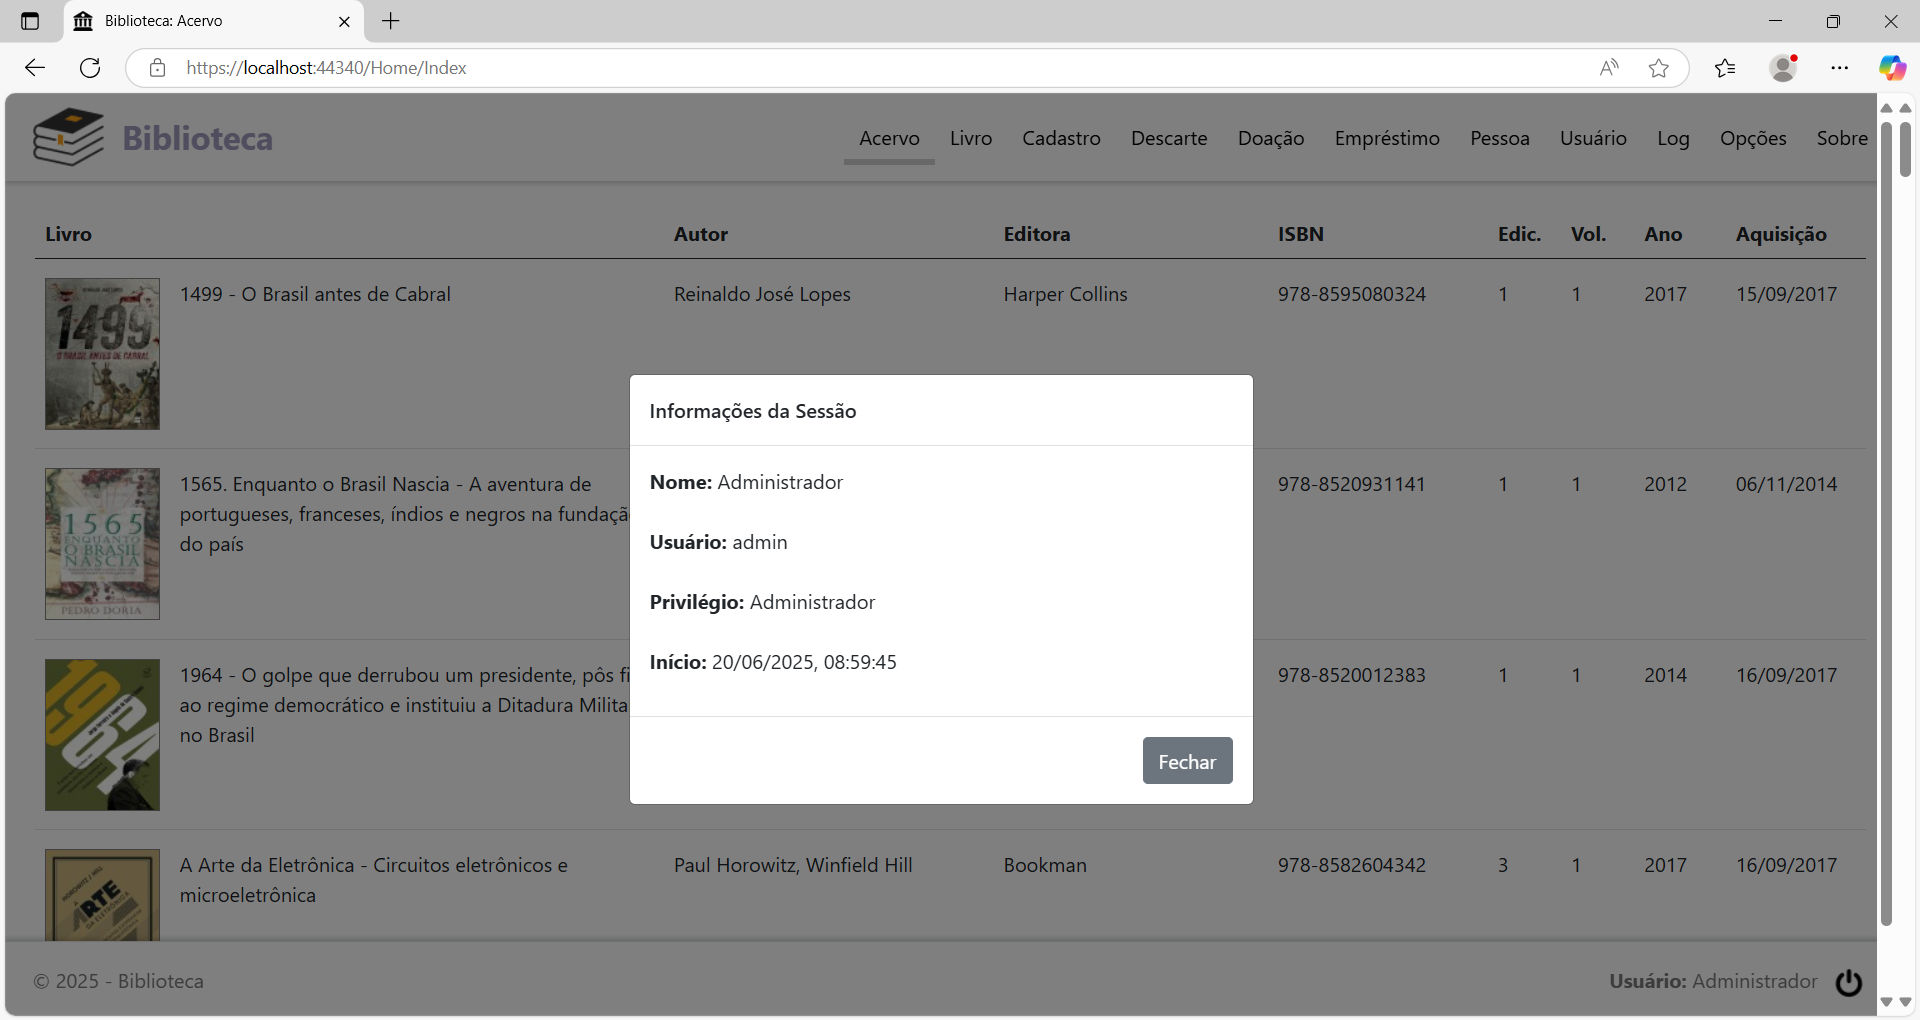 Biblioteca: Acervo
https://localhost:44340/Home/Index
Biblioteca
Acervo Livro Cadastro Descarte Doação Empréstimo Pessoa Usuário Log Opções Sobre
Livro Autor Editora ISBN Edic. Vol. Ano Aquisição
1499 - O Brasil antes de Cabral Reinaldo José Lopes Harper Collins 978-8595080324 1 1 2017 15/09/2017
1499
O BRASIL ANTES DE CABRAL
1565. Enquanto o Brasil Nascia - A aventura de 978-8520931141 1 1 2012 06/11/2014
portugueses, franceses, índios e negros na fundaçã
do país
1565
ENQUANTO
O BRASIL
NASCIA
PEDRO DORIA
1964 - O golpe que derrubou um presidente, pôs fi 978-8520012383 1 1 2014 16/09/2017
ao regime democrático e instituiu a Ditadura Milita
no Brasil
1964
A Arte da Eletrônica - Circuitos eletrônicos e Paul Horowitz, Winfield Hill Bookman 978-8582604342 3 1 2017 16/09/2017
microeletrônica
A
ARTE
DA ELETRÔNICA
Informações da Sessão
Nome: Administrador
Usuário: admin
Privilégio: Administrador
Início: 20/06/2025, 08:59:45
Fechar
© 2025 - Biblioteca
Usuário: Administrador